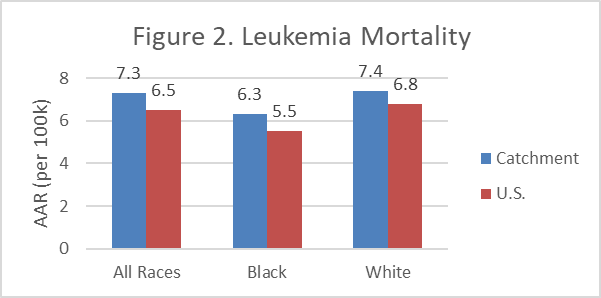 Figure 2. Leukemia Mortality
AAR (per 100k)
8
6
4
2
0
7.3
6.5
6.3
5.5
7.4
6.8
All Races
Black
White
Catchment
U.S.